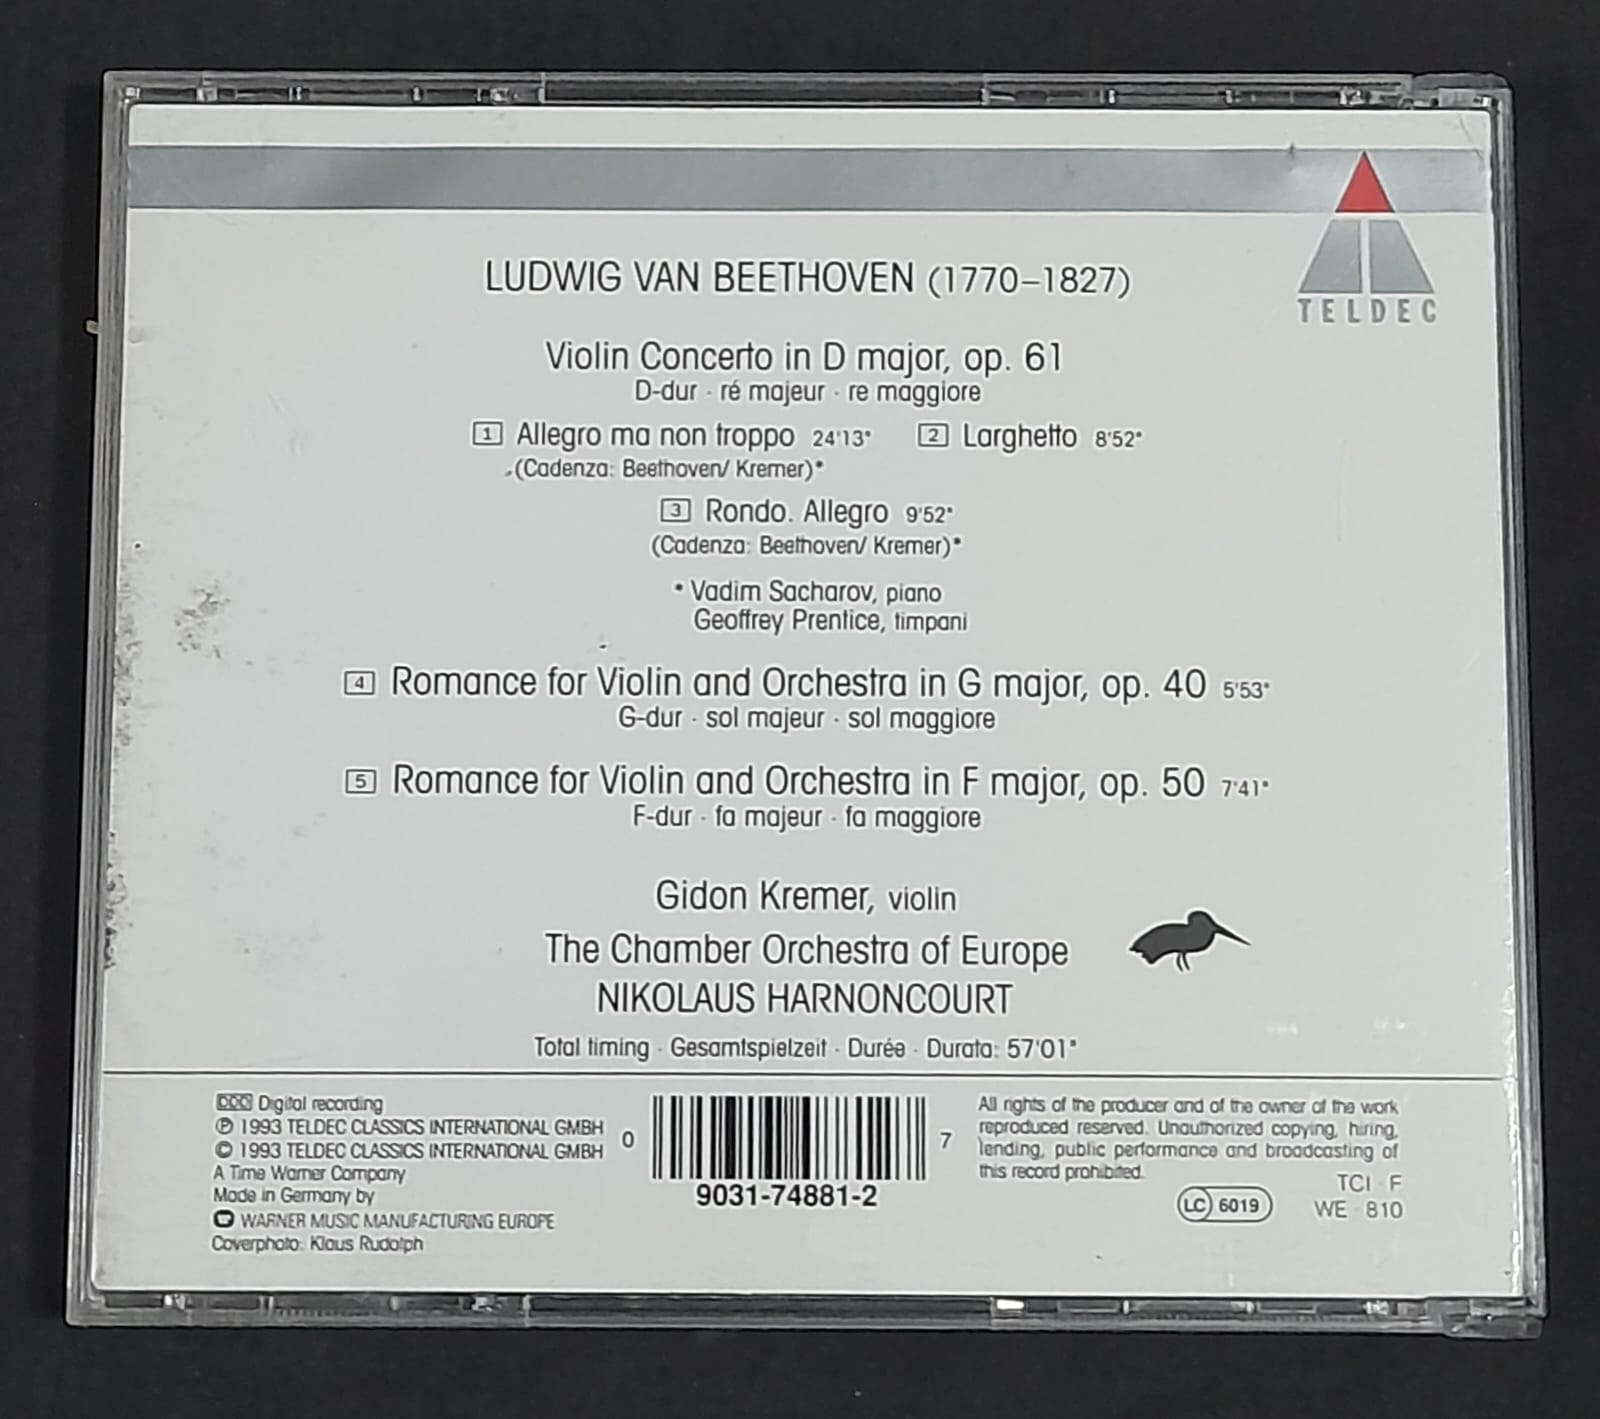 TELDEC
LUDWIG VAN BEETHOVEN (1770–1827)
Violin Concerto in D major, op. 61
D-dur · ré majeur · re maggiore
1 Allegro ma non troppo 24'13" 2 Larghetto 8'52"
(Cadenza: Beethoven/ Kremer)*
3 Rondo. Allegro 9'52"
(Cadenza: Beethoven/ Kremer)*
* Vadim Sacharov, piano
Geoffrey Prentice, timpani
4 Romance for Violin and Orchestra in G major, op. 40 5'53"
G-dur · sol majeur · sol maggiore
5 Romance for Violin and Orchestra in F major, op. 50 7'41"
F-dur · fa majeur · fa maggiore
Gidon Kremer, violin
The Chamber Orchestra of Europe
NIKOLAUS HARNONCOURT
Total timing · Gesamtspielzeit · Durée · Durata: 57'01"
DDD Digital recording
℗ 1993 TELDEC CLASSICS INTERNATIONAL GMBH
© 1993 TELDEC CLASSICS INTERNATIONAL GMBH
A Time Warner Company
Made in Germany by
WARNER MUSIC MANUFACTURING EUROPE
Coverphoto: Klaus Rudolph
0 7
9031-74881-2
All rights of the producer and of the owner of the work
reproduced reserved. Unauthorized copying, hiring,
lending, public performance and broadcasting of
this record prohibited.
TCI · F
LC 6019 WE · 810